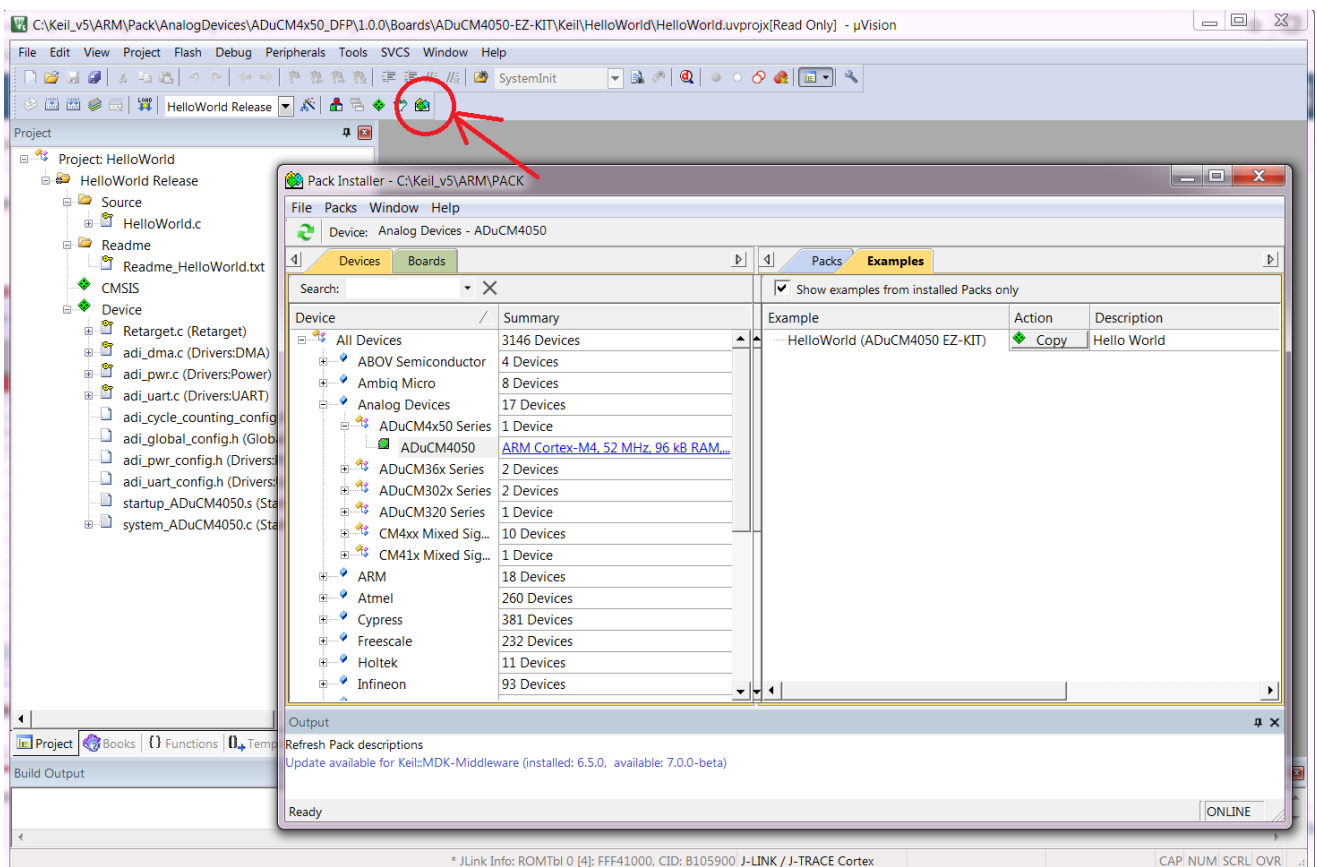 C:\Keil_v5\ARM\Pack\AnalogDevices\ADuCM4x50_DFP\1.0.0\Boards\ADuCM4050-EZ-KIT\Keil\HelloWorld\HelloWorld.uvprojx[Read Only] - µVision
File Edit View Project Flash Debug Peripherals Tools SVCS Window Help
SystemInit
LOAD HelloWorld Release
Project
Project: HelloWorld
HelloWorld Release
Source
HelloWorld.c
Readme
Readme_HelloWorld.txt
CMSIS
Device
Retarget.c (Retarget)
adi_dma.c (Drivers:DMA)
adi_pwr.c (Drivers:Power)
adi_uart.c (Drivers:UART)
adi_cycle_counting_config
adi_global_config.h (Globa
adi_pwr_config.h (Drivers:
adi_uart_config.h (Drivers:
startup_ADuCM4050.s (Sta
system_ADuCM4050.c (Sta
Project Books Functions Temp
Build Output
Pack Installer - C:\Keil_v5\ARM\PACK
File Packs Window Help
Device: Analog Devices - ADuCM4050
Devices Boards
Search:
Device Summary
All Devices 3146 Devices
ABOV Semiconductor 4 Devices
Ambiq Micro 8 Devices
Analog Devices 17 Devices
ADuCM4x50 Series 1 Device
ADuCM4050 ARM Cortex-M4, 52 MHz, 96 kB RAM,...
ADuCM36x Series 2 Devices
ADuCM302x Series 2 Devices
ADuCM320 Series 1 Device
CM4xx Mixed Sig... 10 Devices
CM41x Mixed Sig... 1 Device
ARM 18 Devices
Atmel 260 Devices
Cypress 381 Devices
Freescale 232 Devices
Holtek 11 Devices
Infineon 93 Devices
Packs Examples
Show examples from installed Packs only
Example Action Description
HelloWorld (ADuCM4050 EZ-KIT) Copy Hello World
Output
Refresh Pack descriptions
Update available for Keil::MDK-Middleware (installed: 6.5.0, available: 7.0.0-beta)
Ready ONLINE
* JLink Info: ROMTbl 0 [4]: FFF41000, CID: B105900 J-LINK / J-TRACE Cortex CAP NUM SCRL OVR